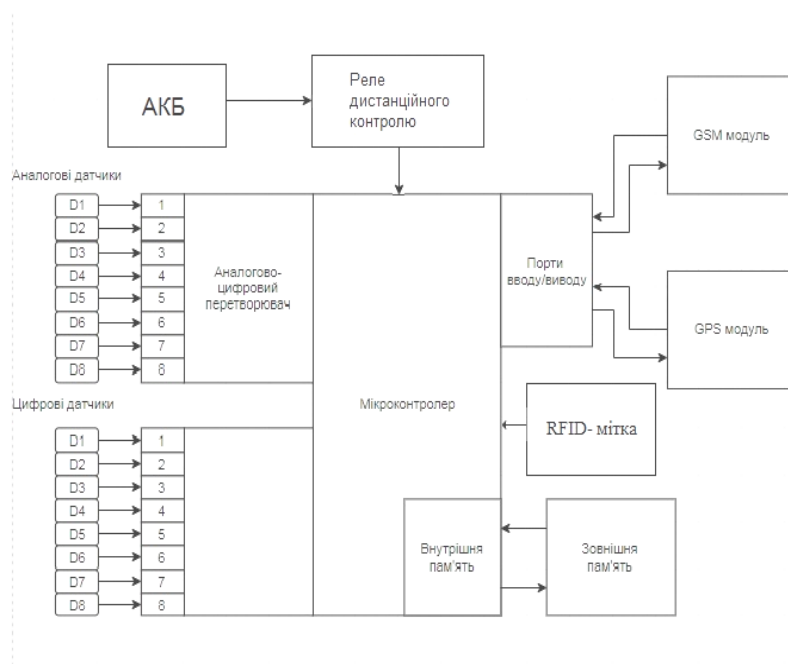 АКБ
Реле
дистанційного
контролю
GSM модуль
Аналогові датчики
D1 1
D2 2
D3 3
D4 4
D5 5
D6 6
D7 7
D8 8
Аналогово-
цифровий
перетворювач
Порти
вводу/виводу
GPS модуль
Цифрові датчики
Мікроконтролер
RFID- мітка
D1 1
D2 2
D3 3
D4 4
D5 5
D6 6
D7 7
D8 8
Внутрішня
пам'ять
Зовнішня
пам'ять